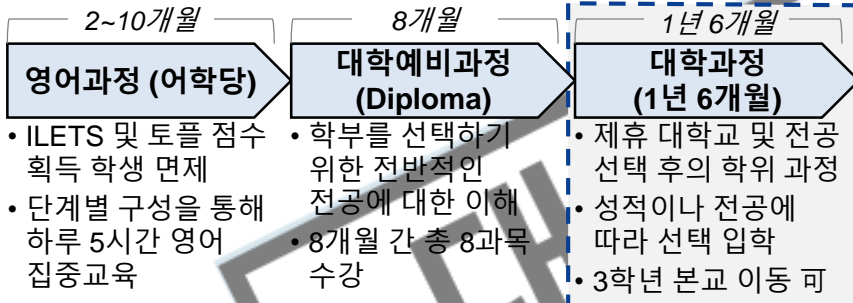 2~10개월
영어과정 (어학당)
• ILETS 및 토플 점수
획득 학생 면제
• 단계별 구성을 통해
하루 5시간 영어
집중교육
8개월
대학예비과정
(Diploma)
• 학부를 선택하기
위한 전반적인
전공에 대한 이해
• 8개월 간 총 8과목
수강
1년 6개월
대학과정
(1년 6개월)
• 제휴 대학교 및 전공
선택 후의 학위 과정
• 성적이나 전공에
따라 선택 입학
• 3학년 본교 이동 可